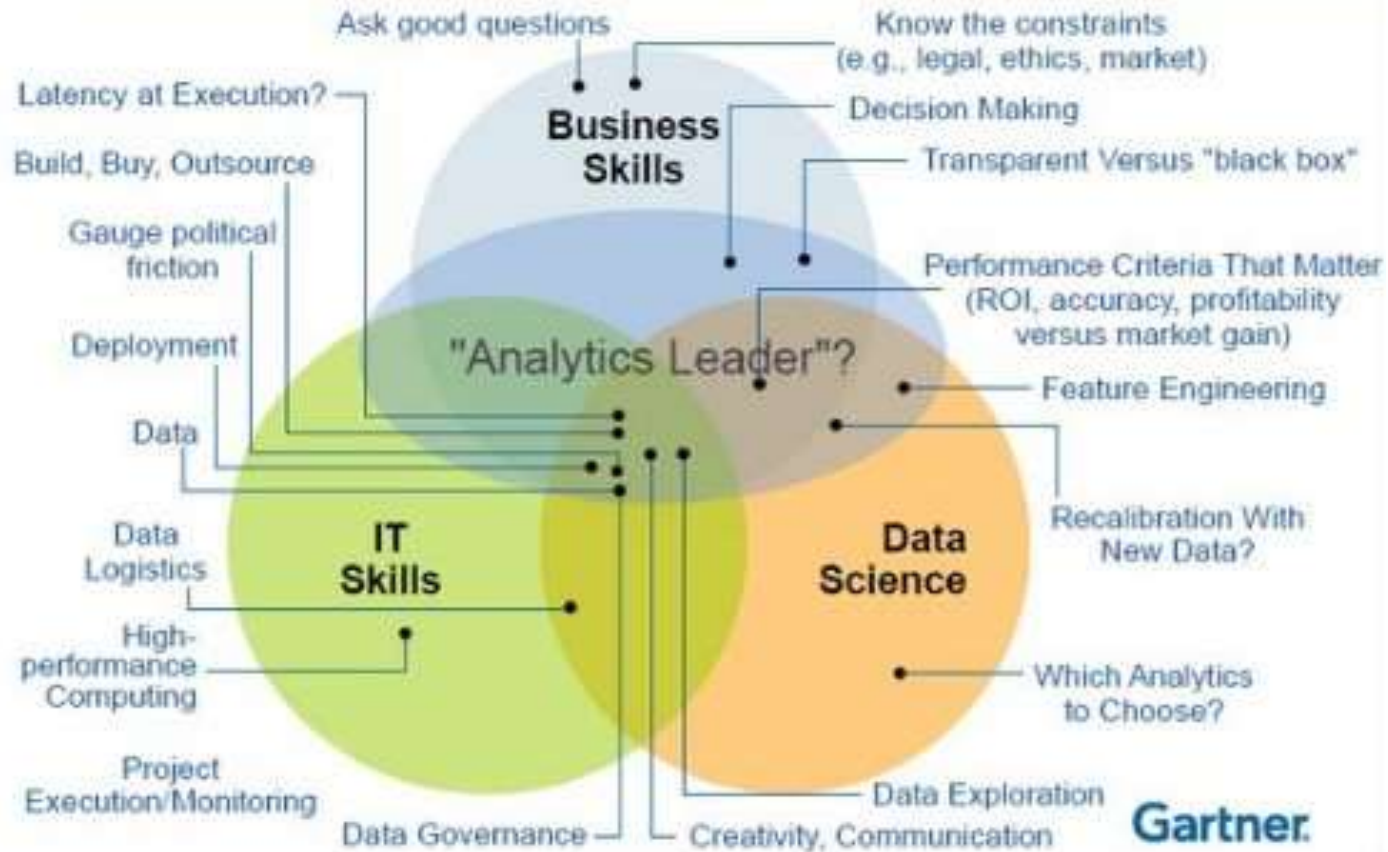 Ask good questions
Know the constraints
(e.g., legal, ethics, market)
Latency at Execution?
Decision Making
Business
Skills
Build, Buy, Outsource
Transparent Versus "black box"
Gauge political
friction
Performance Criteria That Matter
(ROI, accuracy, profitability
versus market gain)
Deployment
"Analytics Leader"?
Feature Engineering
Data
IT
Skills
Data
Science
Recalibration With
New Data?
Data
Logistics
High-
performance
Computing
Which Analytics
to Choose?
Project
Execution/Monitoring
Data Exploration
Data Governance
Creativity, Communication
Gartner.